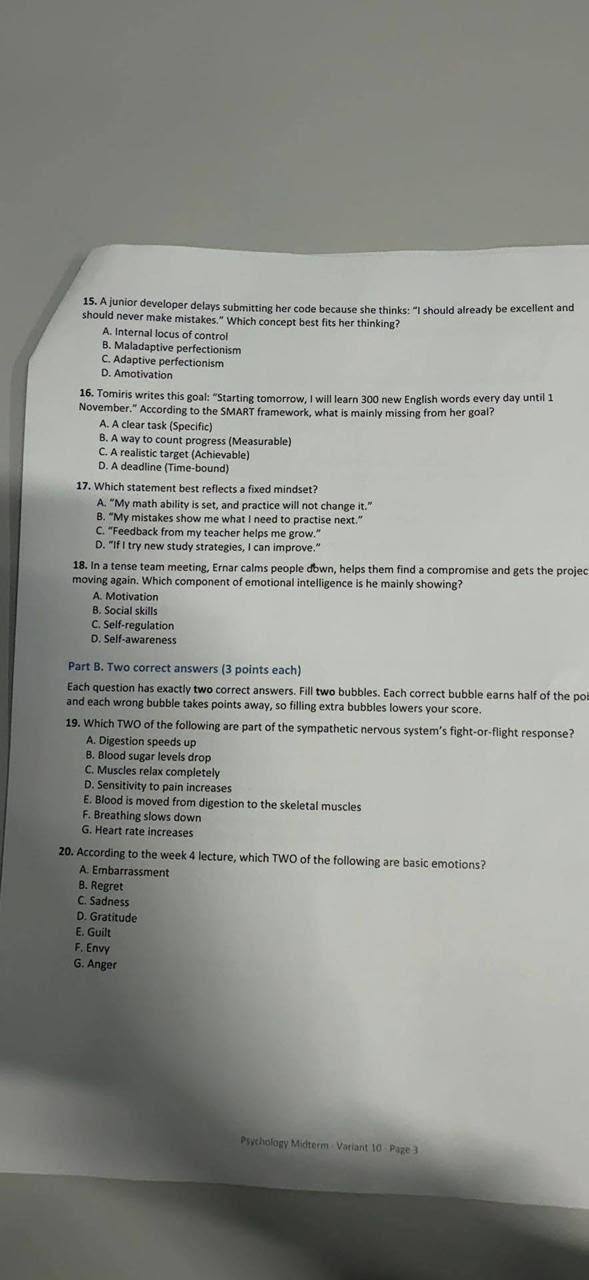 15. A junior developer delays submitting her code because she thinks: "I should already be excellent and
should never make mistakes." Which concept best fits her thinking?
A. Internal locus of control
B. Maladaptive perfectionism
C. Adaptive perfectionism
D. Amotivation
16. Tomiris writes this goal: "Starting tomorrow, I will learn 300 new English words every day until 1
November." According to the SMART framework, what is mainly missing from her goal?
A. A clear task (Specific)
B. A way to count progress (Measurable)
C. A realistic target (Achievable)
D. A deadline (Time-bound)
17. Which statement best reflects a fixed mindset?
A. "My math ability is set, and practice will not change it."
B. "My mistakes show me what I need to practise next."
C. "Feedback from my teacher helps me grow."
D. "If I try new study strategies, I can improve."
18. In a tense team meeting, Ernar calms people down, helps them find a compromise and gets the projec
moving again. Which component of emotional intelligence is he mainly showing?
A. Motivation
B. Social skills
C. Self-regulation
D. Self-awareness
Part B. Two correct answers (3 points each)
Each question has exactly two correct answers. Fill two bubbles. Each correct bubble earns half of the poi
and each wrong bubble takes points away, so filling extra bubbles lowers your score.
19. Which TWO of the following are part of the sympathetic nervous system's fight-or-flight response?
A. Digestion speeds up
B. Blood sugar levels drop
C. Muscles relax completely
D. Sensitivity to pain increases
E. Blood is moved from digestion to the skeletal muscles
F. Breathing slows down
G. Heart rate increases
20. According to the week 4 lecture, which TWO of the following are basic emotions?
A. Embarrassment
B. Regret
C. Sadness
D. Gratitude
E. Guilt
F. Envy
G. Anger
Psychology Midterm · Variant 10 · Page 3